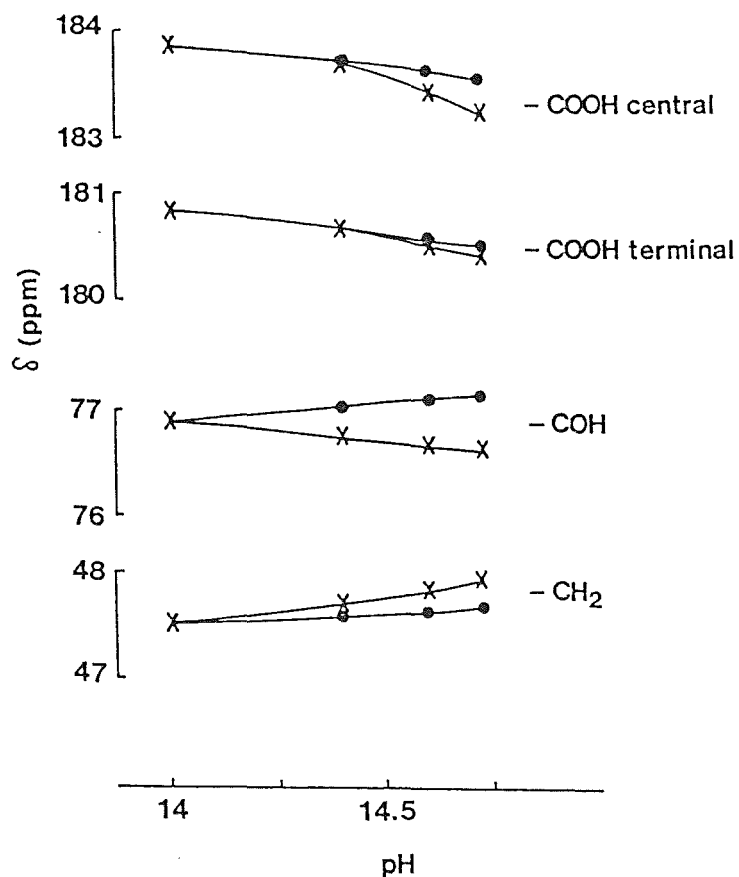 184
183
– COOH central
181
180
– COOH terminal
δ (ppm)
77
76
– COH
48
47
– CH₂
14
14.5
pH